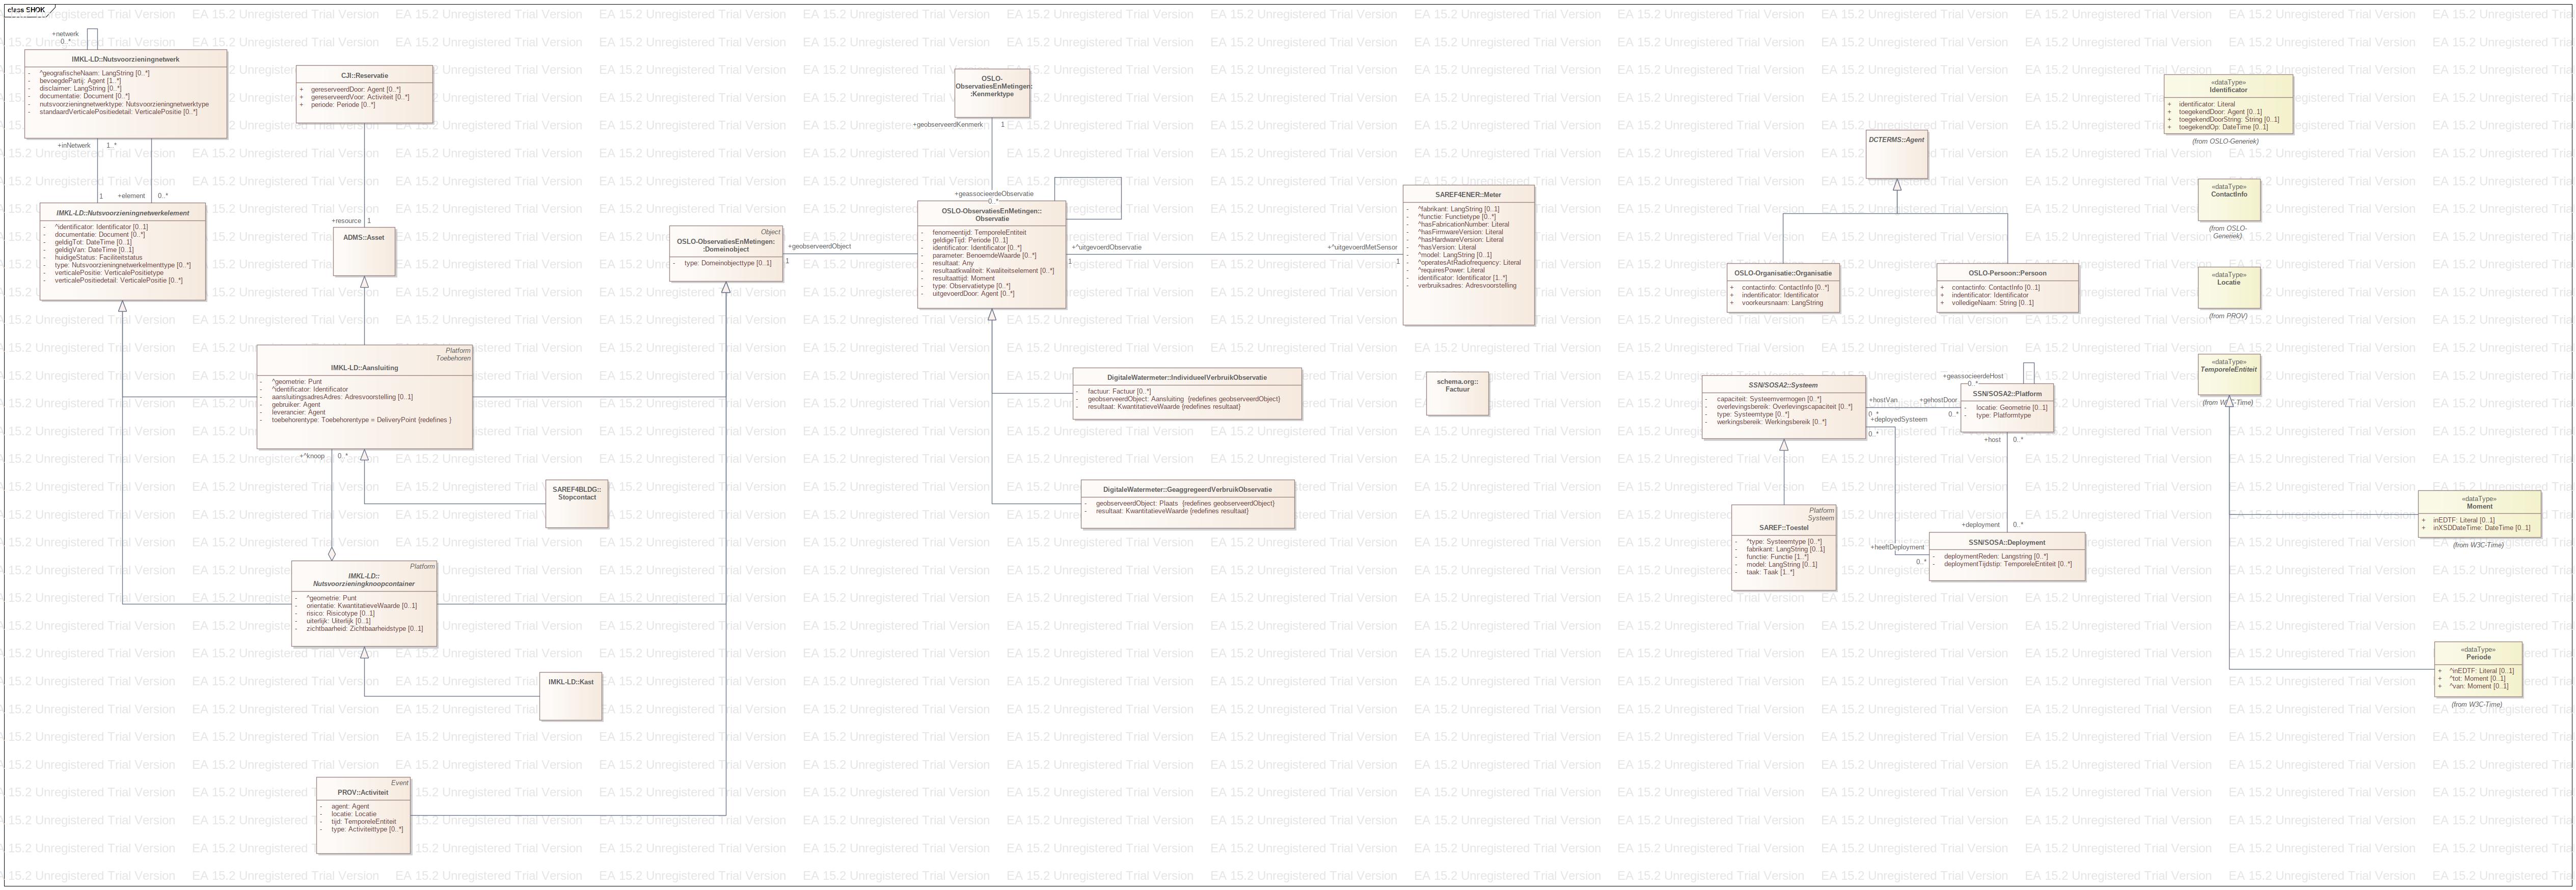 class SHOK
+netwerk
0..*
IMKL-LD::Nutsvoorzieningnetwerk
- ^geografischeNaam: LangString [0..*]
- bevoegdePartij: Agent [1..*]
- disclaimer: LangString [0..*]
- documentatie: Document [0..*]
- nutsvoorzieningnetwerktype: Nutsvoorzieningnetwerktype
- standaardVerticalePositiedetail: VerticalePositie [0..*]
+inNetwerk 1..*
1 +element 0..*
IMKL-LD::Nutsvoorzieningnetwerkelement
- ^identificator: Identificator [0..1]
- documentatie: Document [0..*]
- geldigTot: DateTime [0..1]
- geldigVan: DateTime [0..1]
- huidigeStatus: Faciliteitstatus
- type: Nutsvoorzieningnetwerkelmenttype [0..*]
- verticalePositie: VerticalePositietype
- verticalePositiedetail: VerticalePositie [0..*]
CJI::Reservatie
+ gereserveerdDoor: Agent [0..*]
+ gereserveerdVoor: Activiteit [0..*]
+ periode: Periode [0..*]
+resource 1
ADMS::Asset
Platform
Toebehoren
IMKL-LD::Aansluiting
- ^geometrie: Punt
- ^identificator: Identificator
- aansluitingsadresAdres: Adresvoorstelling [0..1]
- gebruiker: Agent
- leverancier: Agent
- toebehorentype: Toebehorentype = DeliveryPoint {redefines }
+^knoop 0..*
SAREF4BLDG::
Stopcontact
Platform
IMKL-LD::
Nutsvoorzieningknoopcontainer
- ^geometrie: Punt
- orientatie: KwantitatieveWaarde [0..1]
- risico: Risicotype [0..1]
- uiterlijk: Uiterlijk [0..1]
- zichtbaarheid: Zichtbaarheidstype [0..1]
IMKL-LD::Kast
Event
PROV::Activiteit
- agent: Agent
- locatie: Locatie
- tijd: TemporeleEntiteit
- type: Activiteittype [0..*]
Object
OSLO-ObservatiesEnMetingen:
:Domeinobject
- type: Domeinobjecttype [0..1]
+geobserveerdObject
1
OSLO-
ObservatiesEnMetingen:
:Kenmerktype
+geobserveerdKenmerk 1
+geassocieerdeObservatie
0..*
OSLO-ObservatiesEnMetingen::
Observatie
- fenomeentijd: TemporeleEntiteit
- geldigeTijd: Periode [0..1]
- identificator: Identificator [0..*]
- parameter: BenoemdeWaarde [0..*]
- resultaat: Any
- resultaatkwaliteit: Kwaliteitselement [0..*]
- resultaattijd: Moment
- type: Observatietype [0..*]
- uitgevoerdDoor: Agent [0..*]
+^uitgevoerdObservatie
1
+^uitgevoerdMetSensor
1
SAREF4ENER::Meter
- ^fabrikant: LangString [0..1]
- ^functie: Functietype [0..*]
- ^hasFabricationNumber: Literal
- ^hasFirmwareVersion: Literal
- ^hasHardwareVersion: Literal
- ^hasVersion: Literal
- ^model: LangString [0..1]
- ^operatesAtRadiofrequency: Literal
- ^requiresPower: Literal
- identificator: Identificator [1..*]
- verbruiksadres: Adresvoorstelling
DigitaleWatermeter::IndividueelVerbruikObservatie
- factuur: Factuur [0..*]
- geobserveerdObject: Aansluiting {redefines geobserveerdObject}
- resultaat: KwantitatieveWaarde {redefines resultaat}
DigitaleWatermeter::GeaggregeerdVerbruikObservatie
- geobserveerdObject: Plaats {redefines geobserveerdObject}
- resultaat: KwantitatieveWaarde {redefines resultaat}
schema.org::
Factuur
DCTERMS::Agent
OSLO-Organisatie::Organisatie
+ contactinfo: ContactInfo [0..*]
+ indentificator: Identificator
+ voorkeursnaam: LangString
OSLO-Persoon::Persoon
+ contactinfo: ContactInfo [0..1]
+ indentificator: Identificator
+ volledigeNaam: String [0..1]
SSN/SOSA2::Systeem
- capaciteit: Systeemvermogen [0..*]
- overlevingsbereik: Overlevingscapaciteit [0..*]
- type: Systeemtype [0..*]
- werkingsbereik: Werkingsbereik [0..*]
+hostVan
0..*
+gehostDoor
0..*
+geassocieerdeHost
0..*
SSN/SOSA2::Platform
- locatie: Geometrie [0..1]
- type: Platformtype
+deployedSysteem
0..*
+host 0..*
Platform
Systeem
SAREF::Toestel
- ^type: Systeemtype [0..*]
- fabrikant: LangString [0..1]
- functie: Functie [1..*]
- model: LangString [0..1]
- taak: Taak [1..*]
+deployment 0..*
+heeftDeployment
0..*
SSN/SOSA::Deployment
- deploymentReden: Langstring [0..*]
- deploymentTijdstip: TemporeleEntiteit [0..*]
«dataType»
Identificator
+ identificator: Literal
+ toegekendDoor: Agent [0..1]
+ toegekendDoorString: String [0..1]
+ toegekendOp: DateTime [0..1]
(from OSLO-Generiek)
«dataType»
ContactInfo
(from OSLO-
Generiek)
«dataType»
Locatie
(from PROV)
«dataType»
TemporeleEntiteit
(from W3C-Time)
«dataType»
Moment
+ inEDTF: Literal [0..1]
+ inXSDDateTime: DateTime [0..1]
(from W3C-Time)
«dataType»
Periode
+ ^inEDTF: Literal [0..1]
+ ^tot: Moment [0..1]
+ ^van: Moment [0..1]
(from W3C-Time)
EA 15.2 Unregistered Trial Version